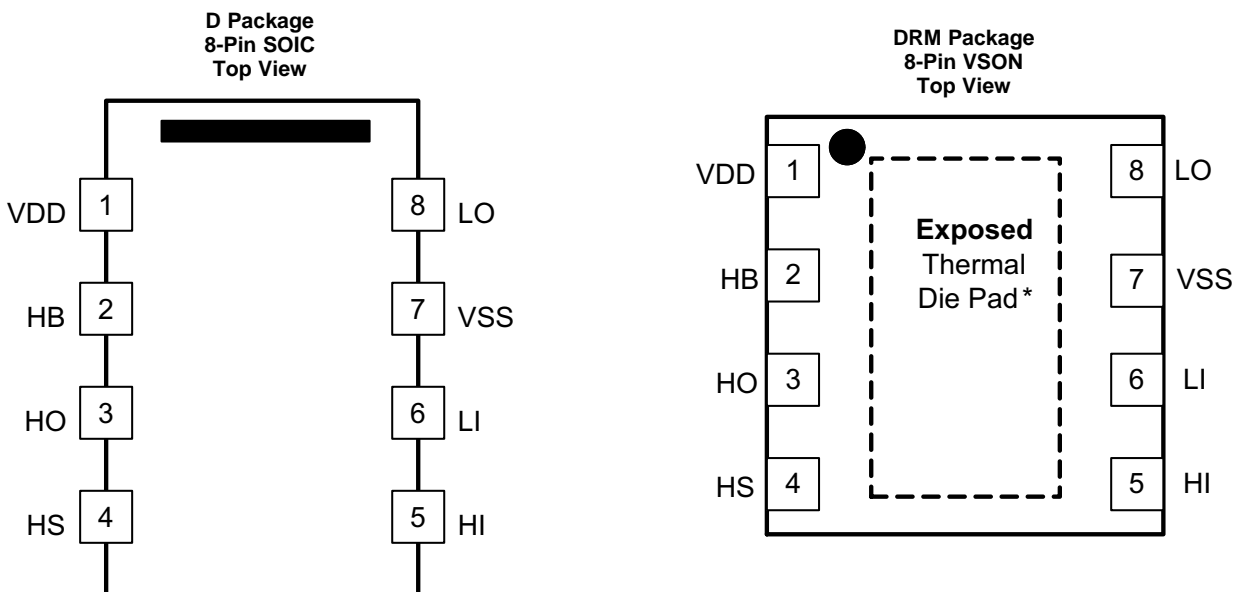 D Package
8-Pin SOIC
Top View
VDD 1
8 LO
HB 2
7 VSS
HO 3
6 LI
HS 4
5 HI
DRM Package
8-Pin VSON
Top View
VDD 1
8 LO
HB 2
7 VSS
HO 3
6 LI
HS 4
5 HI
Exposed
Thermal
Die Pad*